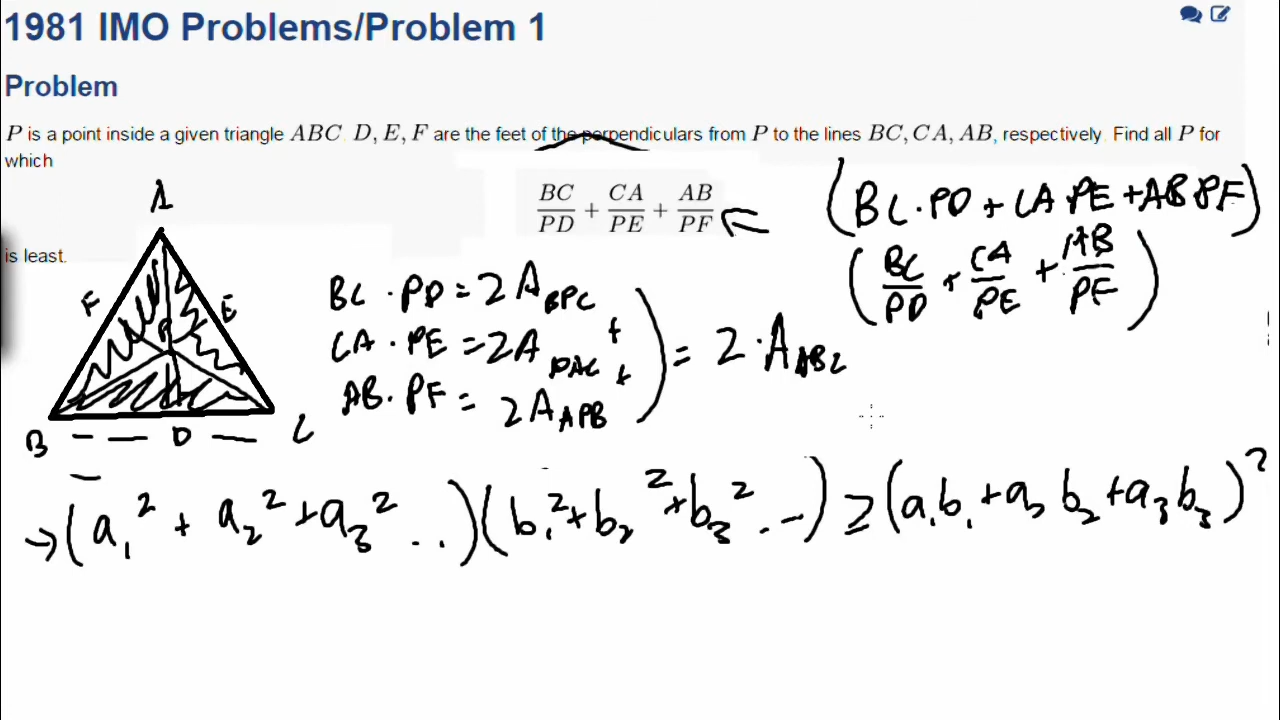 1981 IMO Problems/Problem 1
Problem
P is a point inside a given triangle ABC. D, E, F are the feet of the perpendiculars from P to the lines BC, CA, AB, respectively. Find all P for
which
BC/PD + CA/PE + AB/PF
is least.
(BC·PD + CA·PE + AB·PF)
(BC/PD + CA/PE + AB/PF)
A
F
E
P
B
D
C
BC · PD = 2A_BPC
CA · PE = 2A_PAC
AB · PF = 2A_APB
+
+
) = 2·A_ABC
→ (a₁² + a₂² + a₃² ...)(b₁² + b₂² + b₃² ...) ≥ (a₁b₁ + a₂b₂ + a₃b₃)²